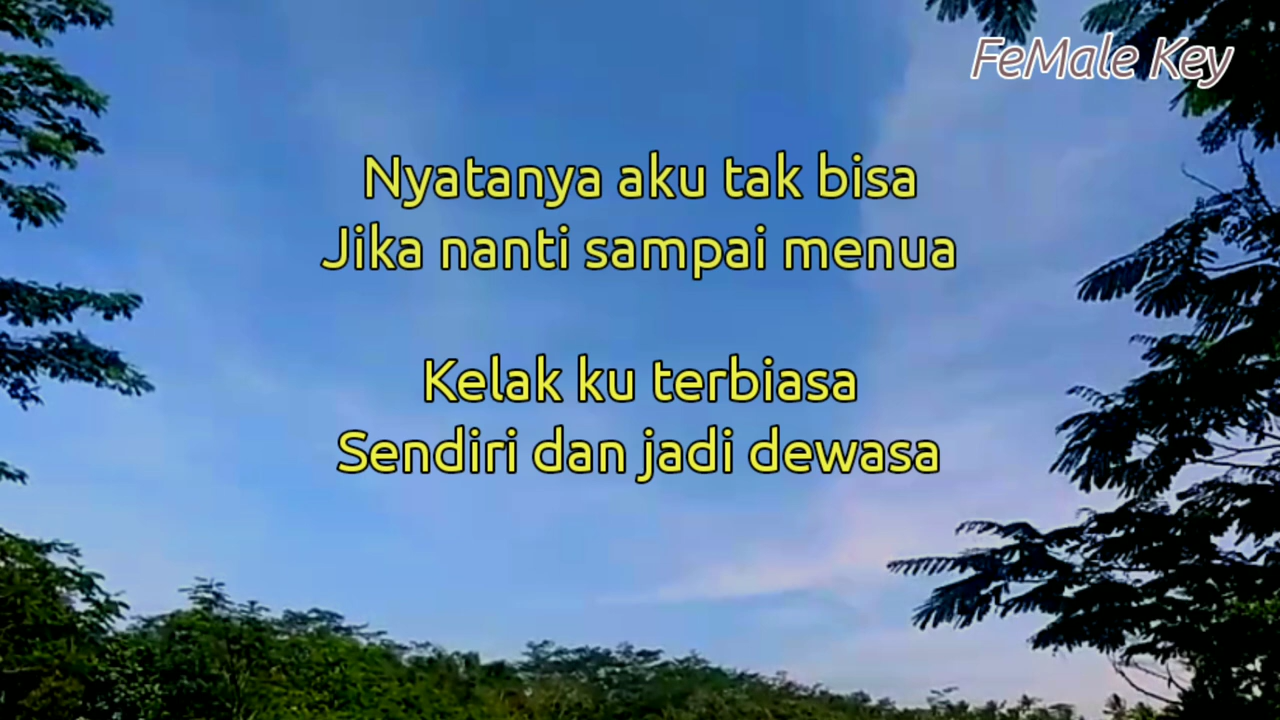 FeMale Key
Nyatanya aku tak bisa
Jika nanti sampai menua
Kelak ku terbiasa
Sendiri dan jadi dewasa